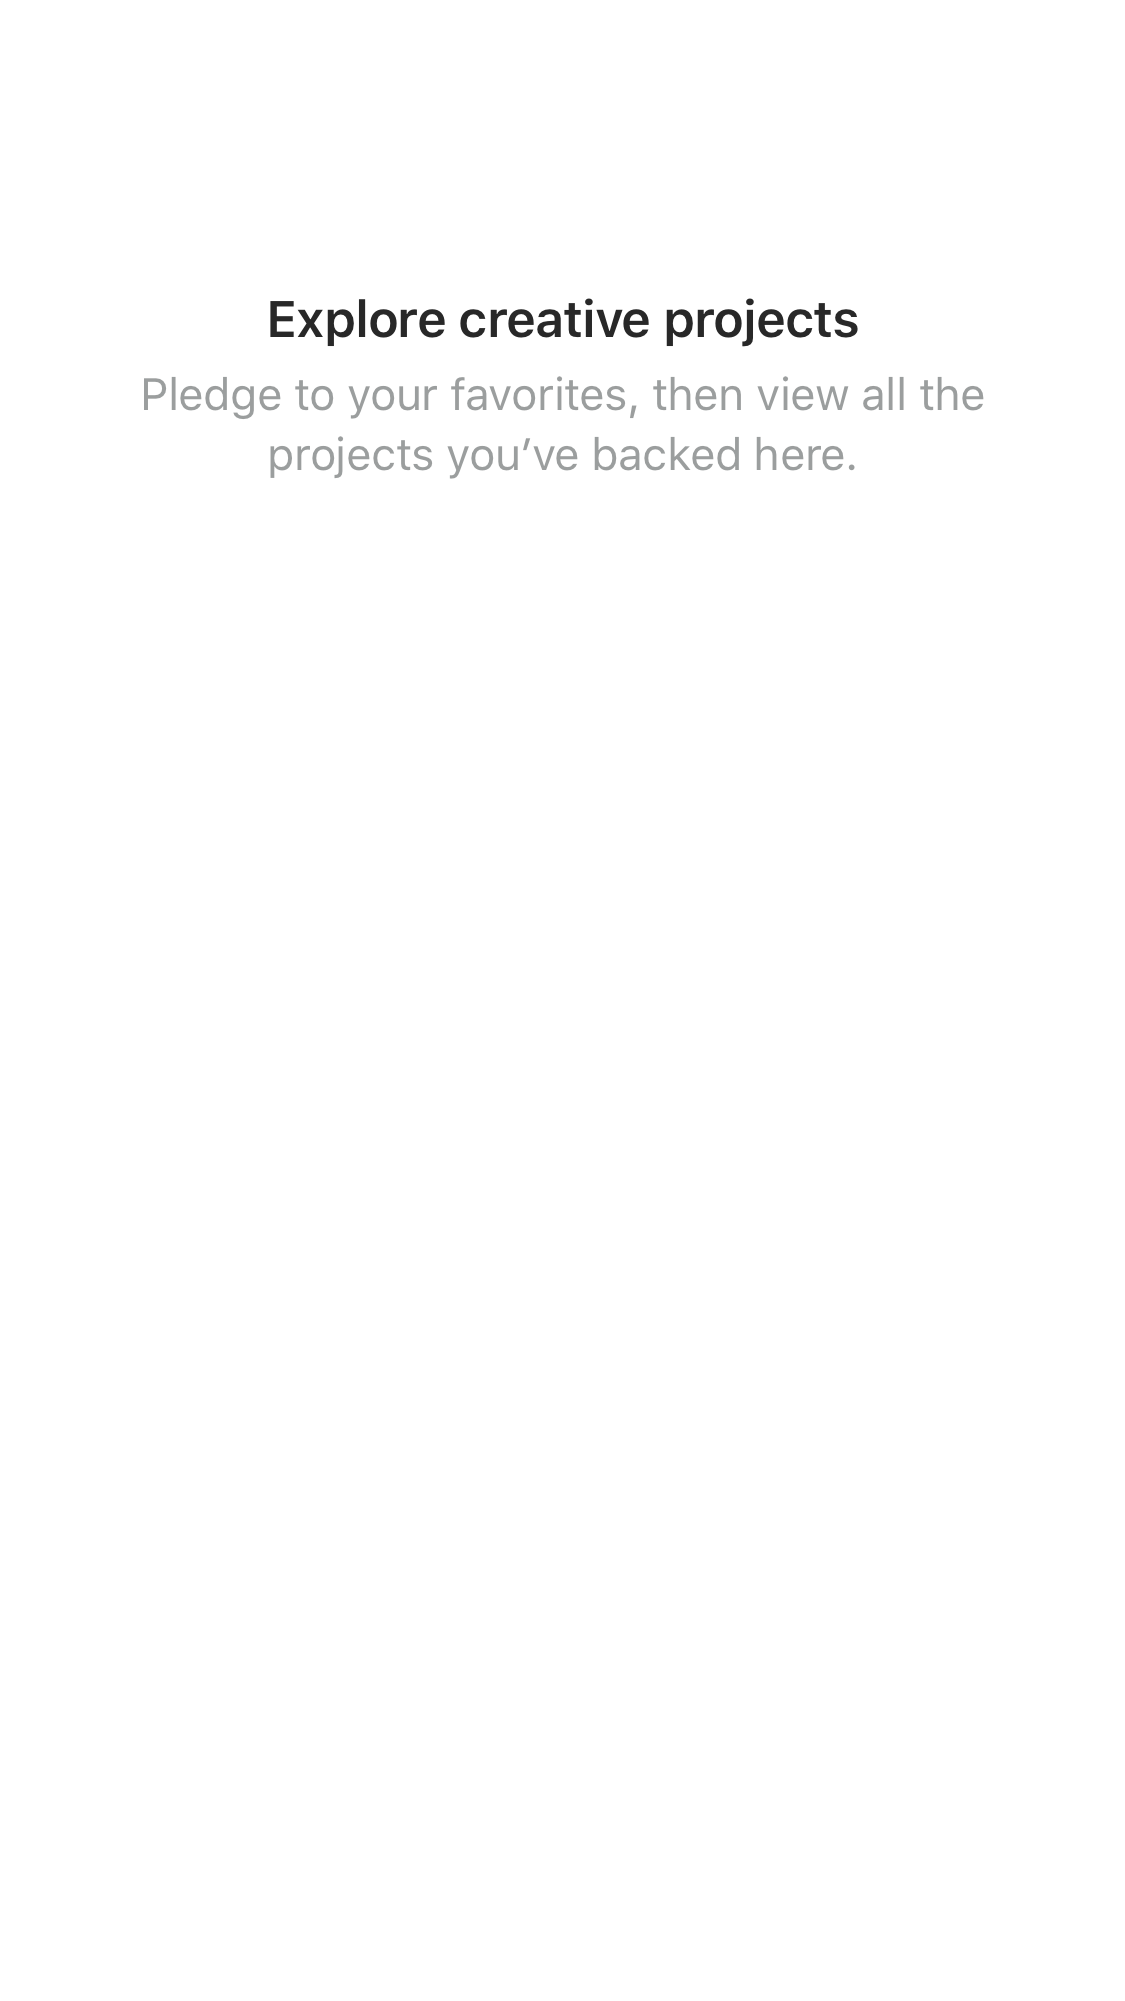 Explore creative projects
Pledge to your favorites, then view all the
projects you’ve backed here.